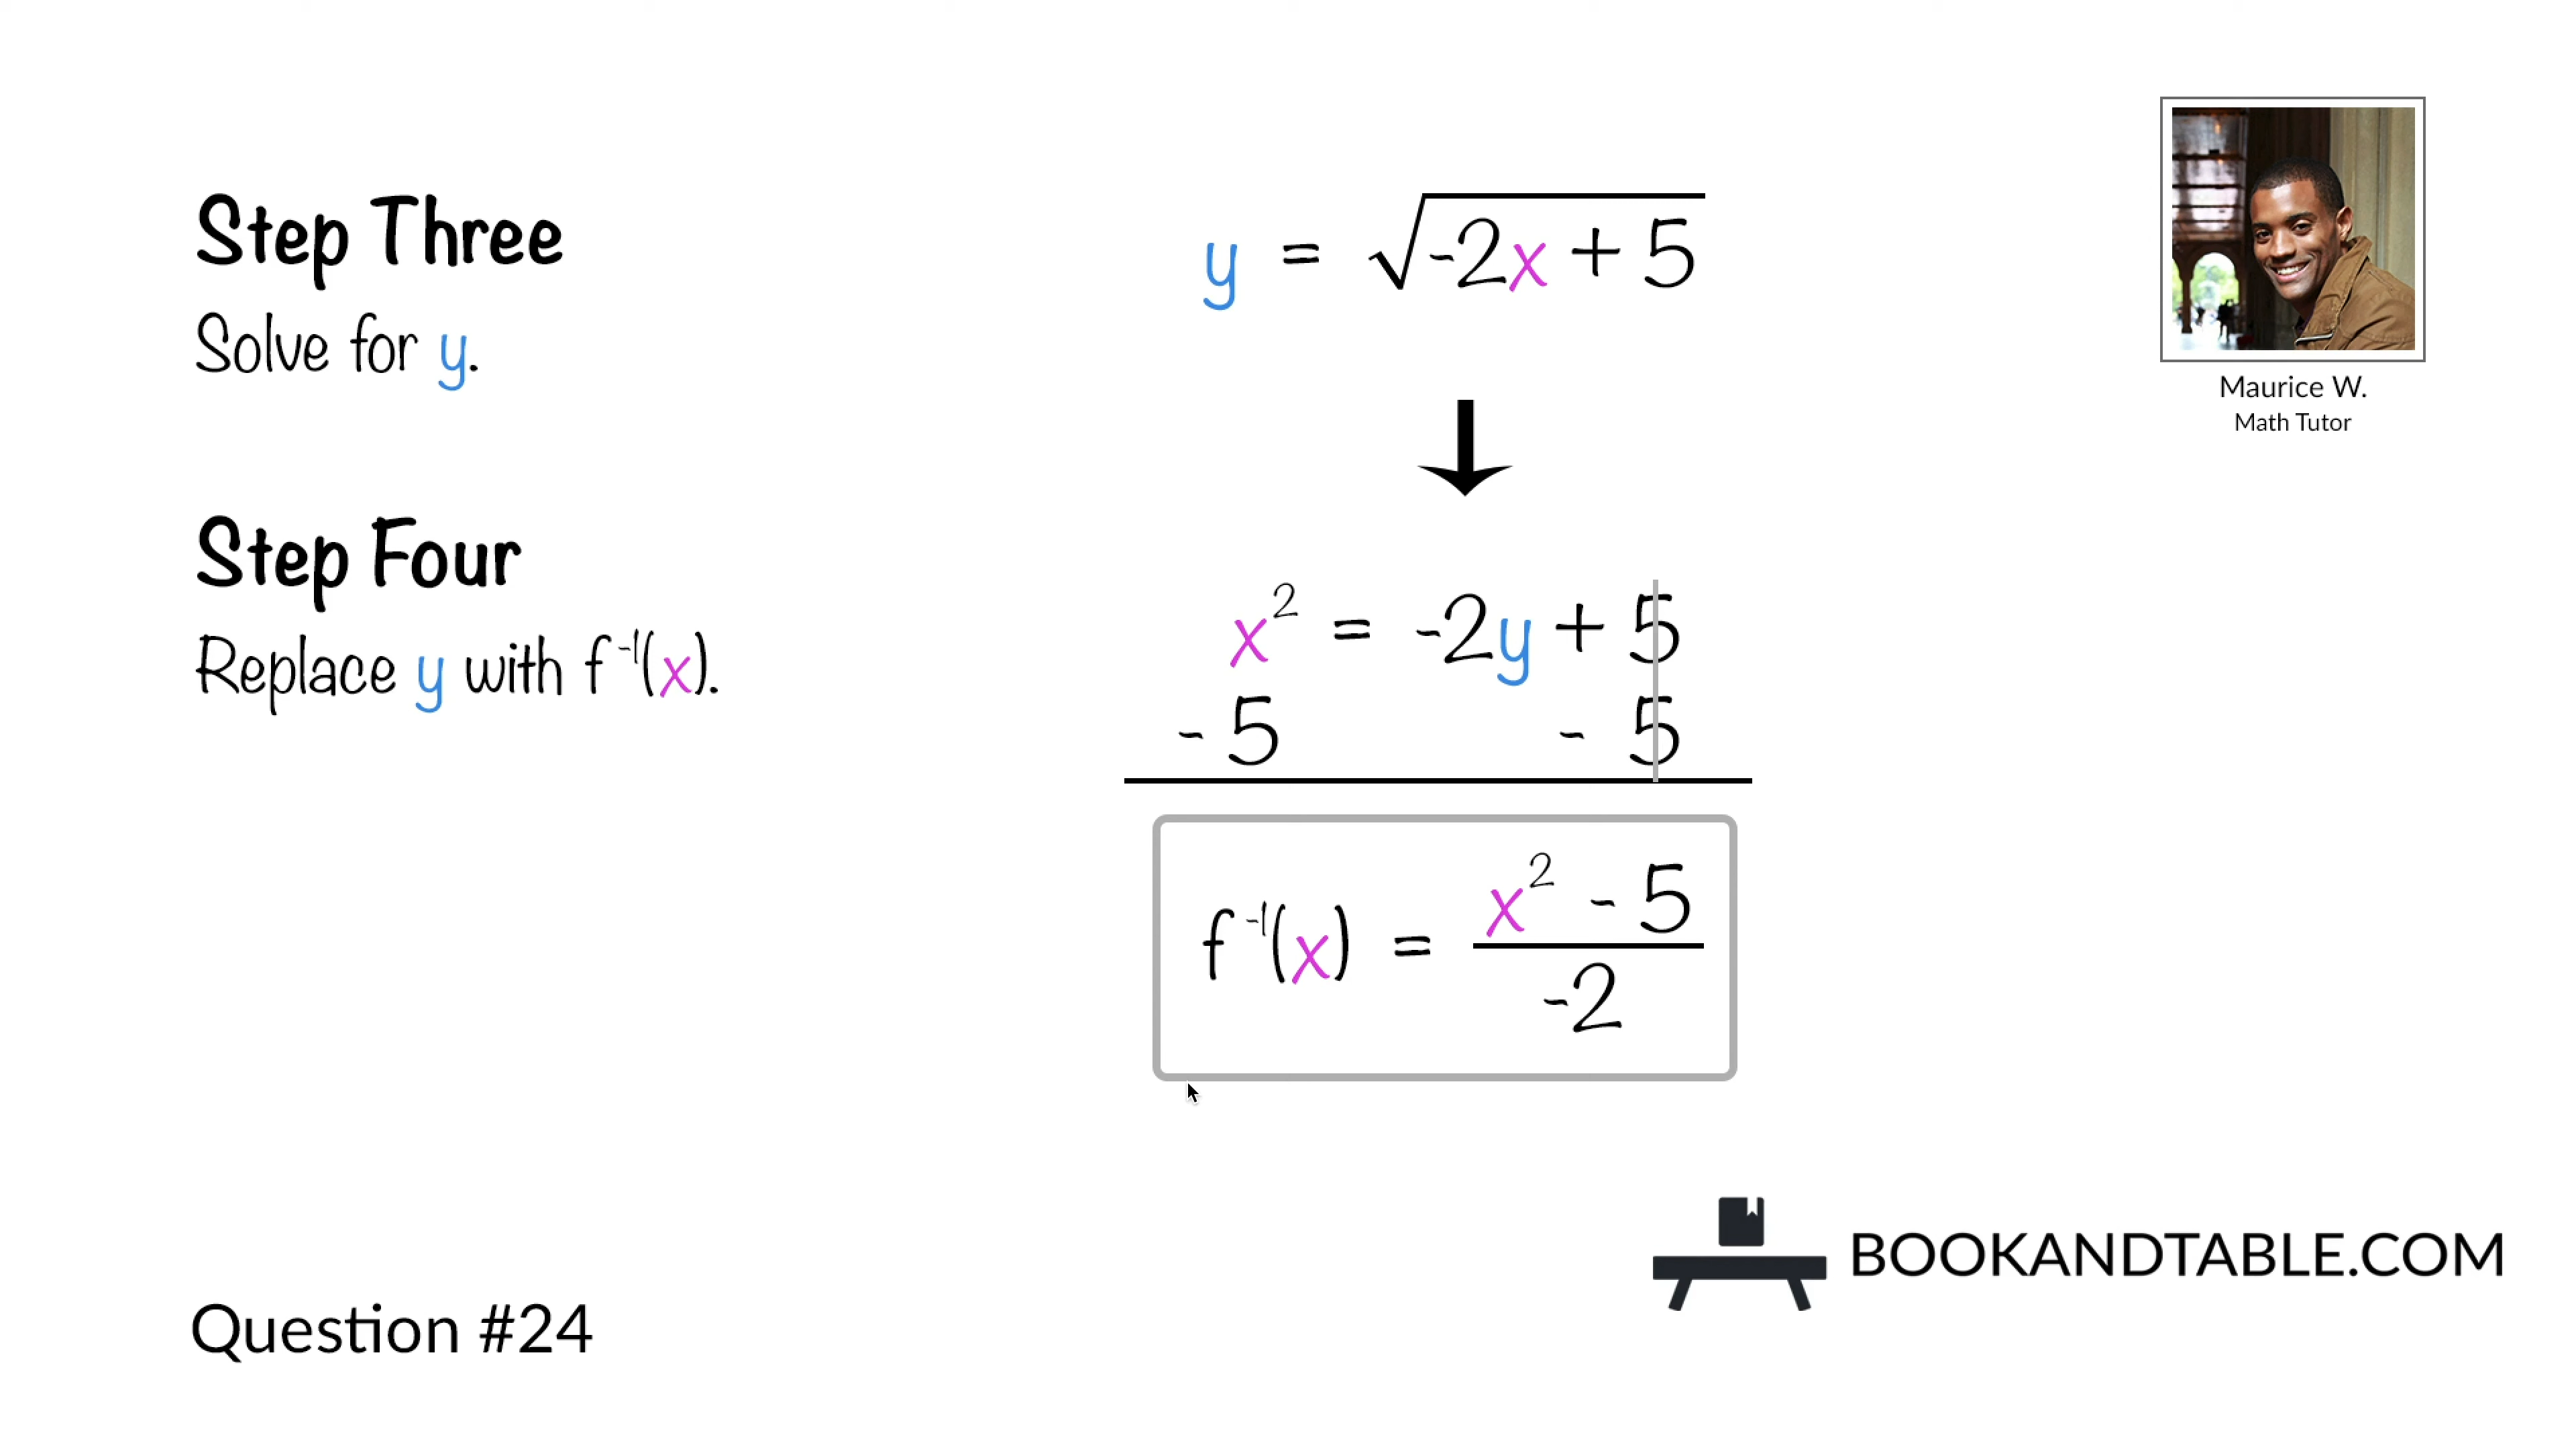 Step Three
Solve for y.
Step Four
Replace y with f⁻¹(x).
y = √-2x + 5
x² = -2y + 5
- 5 - 5
f⁻¹(x) = x² - 5
-2
Maurice W.
Math Tutor
Question #24
BOOKANDTABLE.COM